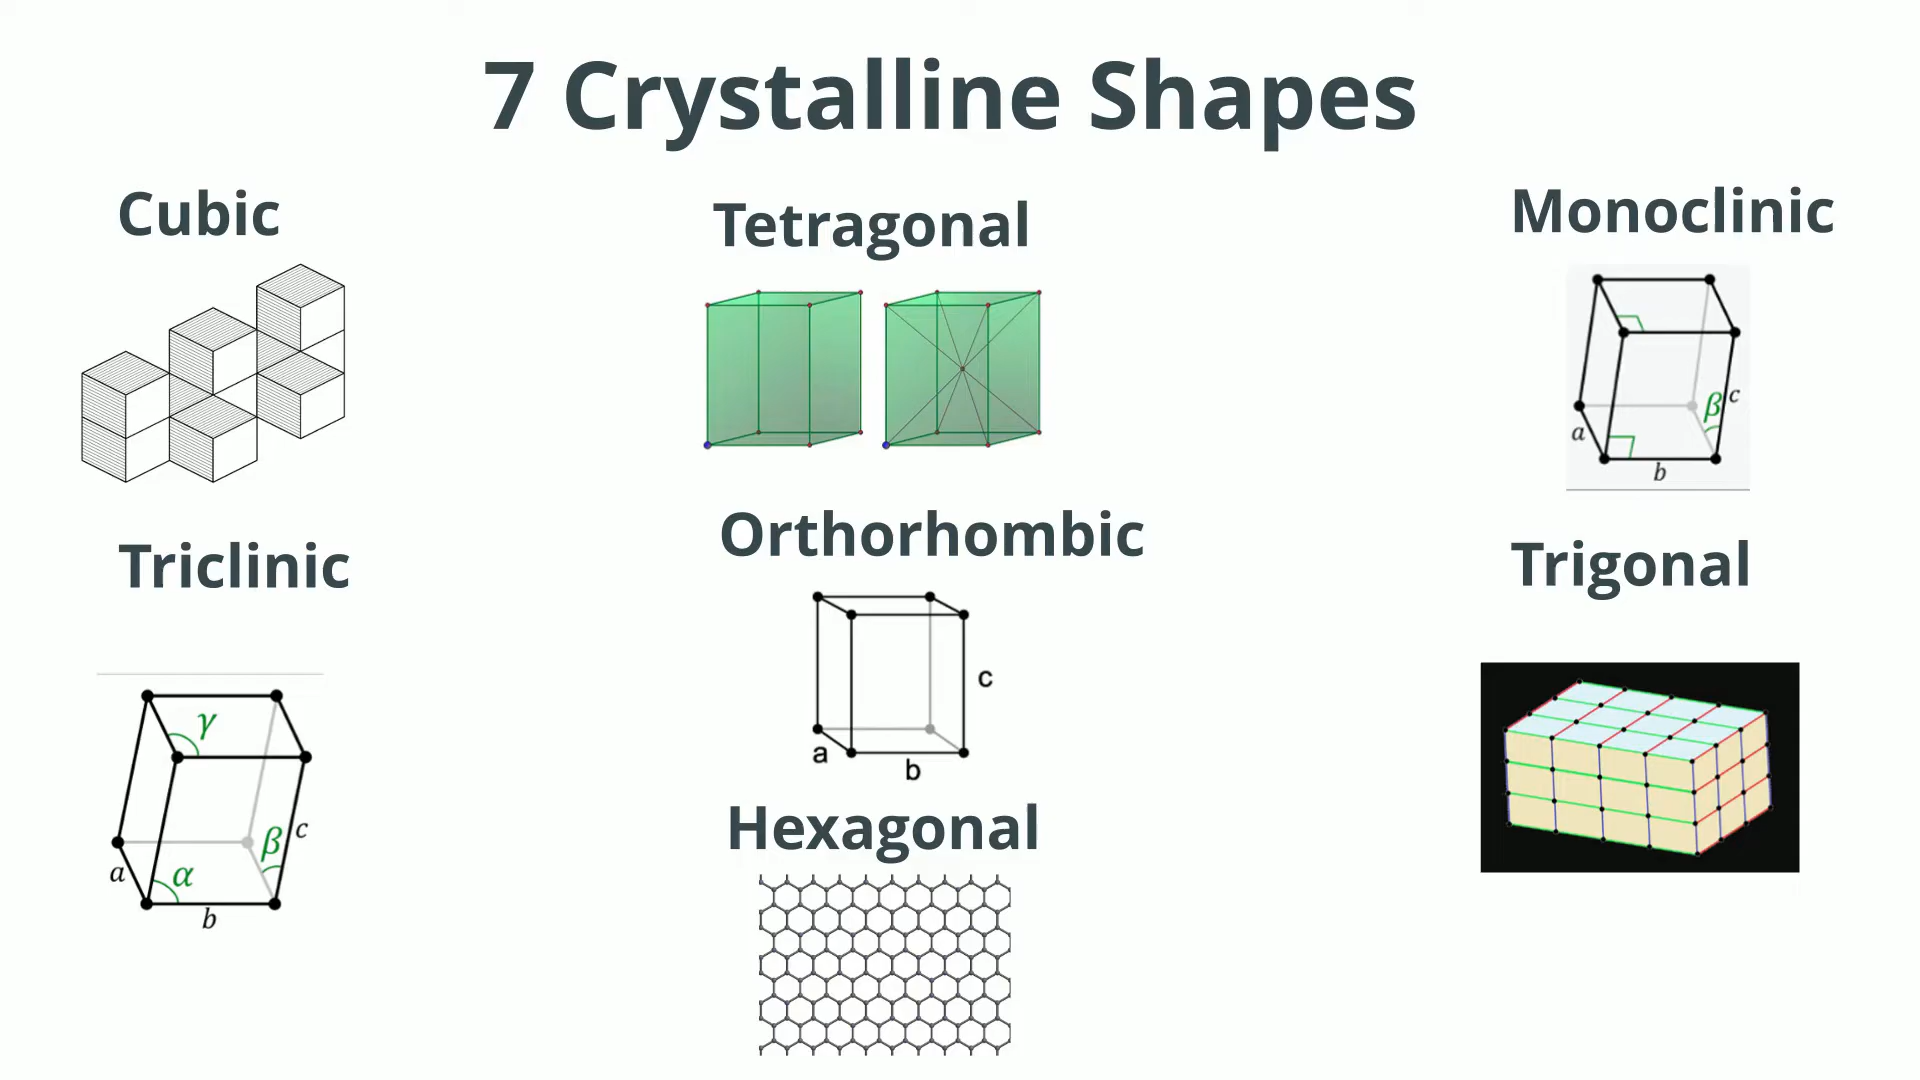 7 Crystalline Shapes
Cubic
Tetragonal
Monoclinic
β
c
a
b
Triclinic
γ
β
c
a
α
b
Orthorhombic
c
a
b
Trigonal
Hexagonal